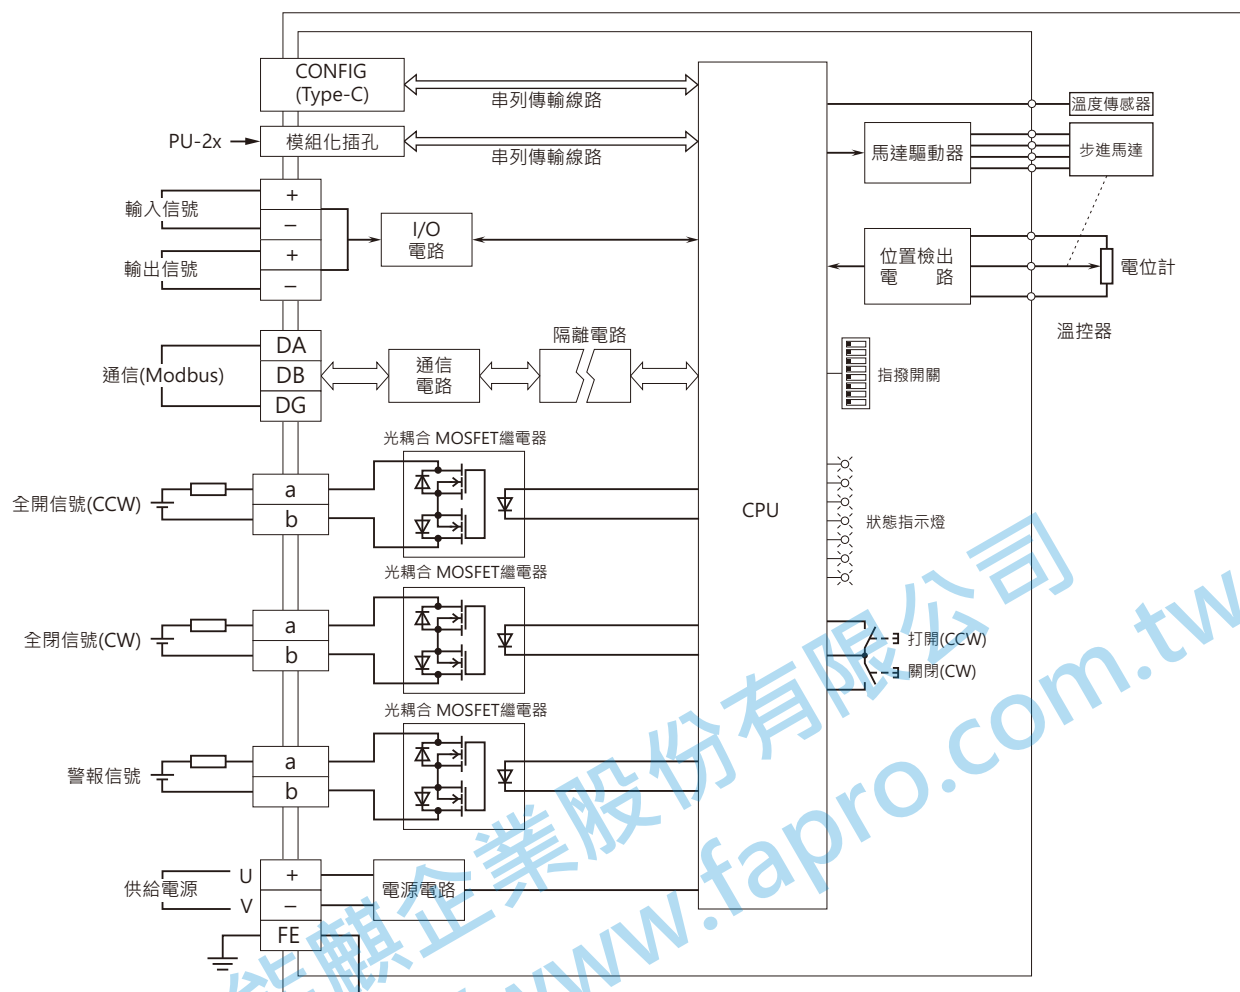 CONFIG
(Type-C)
串列傳輸線路
溫度傳感器
PU-2x
模組化插孔
串列傳輸線路
馬達驅動器
步進馬達
輸入信號
+
−
輸出信號
+
−
I/O
電路
位置檢出
電 路
電位計
溫控器
通信(Modbus)
DA
DB
DG
通信
電路
隔離電路
指撥開關
光耦合 MOSFET繼電器
全開信號(CCW)
a
b
CPU
狀態指示燈
光耦合 MOSFET繼電器
全閉信號(CW)
a
b
打開(CCW)
關閉(CW)
光耦合 MOSFET繼電器
警報信號
a
b
供給電源
U
V
+
−
FE
電源電路
能麒企業股份有限公司
www.fapro.com.tw